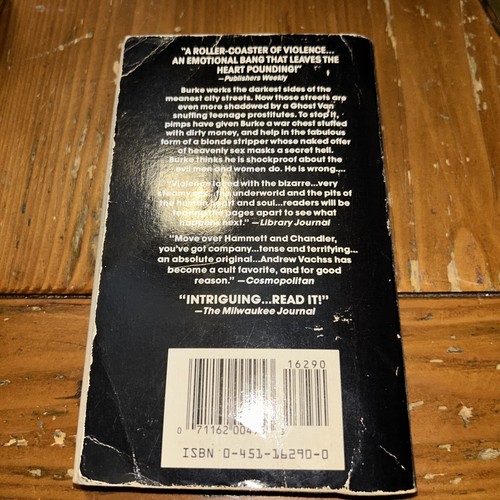 "A ROLLER-COASTER OF VIOLENCE...
AN EMOTIONAL BANG THAT LEAVES THE
HEART POUNDING!"
—Publishers Weekly
Burke works the darkest sides of the
meanest city streets. Now those streets are
even more shadowed by a Ghost Van
snuffing teenage prostitutes. To stop it,
pimps have given Burke a war chest stuffed
with dirty money, and help in the fabulous
form of a blonde stripper whose naked offer
of heavenly sex masks a secret hell.
Burke thinks he is shockproof about the
evil men and women do. He is wrong....
"Violence laced with the bizarre...very
steamy...the underworld and the pits of
the human heart and soul...readers will be
tearing the pages apart to see what
happens next." —Library Journal
"Move over Hammett and Chandler,
you've got company...tense and terrifying...
an absolute original...Andrew Vachss has
become a cult favorite, and for good
reason." —Cosmopolitan
"INTRIGUING...READ IT!"
—The Milwaukee Journal
16290
0 71162 004
ISBN 0-451-16290-0